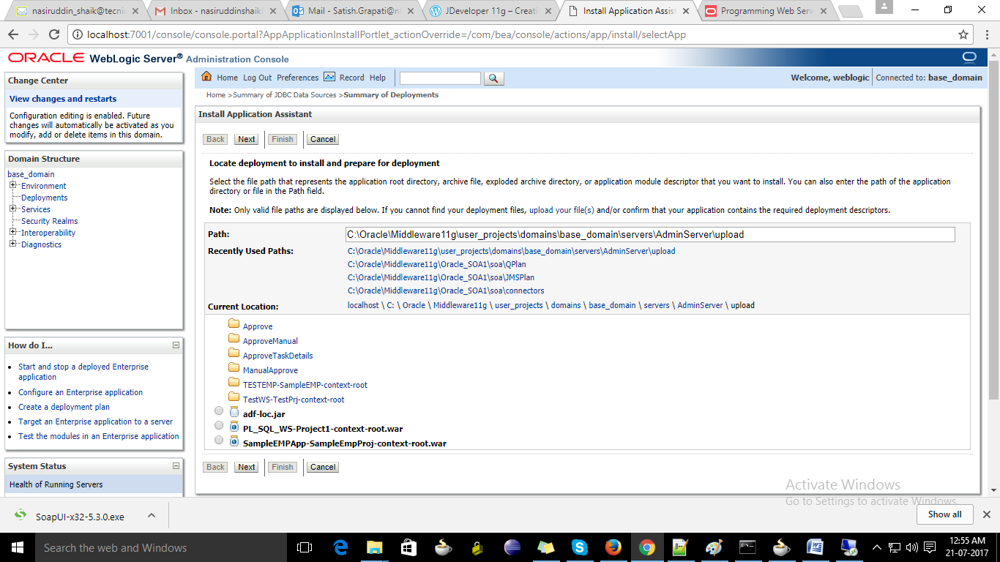 nasiruddin_shaik@tecni
Inbox - nasiruddinshaik
Mail - Satish.Grapati@n
JDeveloper 11g – Creati
Install Application Assist
Programming Web Serv
localhost:7001/console/console.portal?AppApplicationInstallPortlet_actionOverride=/com/bea/console/actions/app/install/selectApp
ORACLE WebLogic Server® Administration Console
Change Center
View changes and restarts
Configuration editing is enabled. Future
changes will automatically be activated as you
modify, add or delete items in this domain.
Domain Structure
base_domain
Environment
Deployments
Services
Security Realms
Interoperability
Diagnostics
How do I...
Start and stop a deployed Enterprise
application
Configure an Enterprise application
Create a deployment plan
Target an Enterprise application to a server
Test the modules in an Enterprise application
System Status
Health of Running Servers
Home Log Out Preferences Record Help
Welcome, weblogic Connected to: base_domain
Home >Summary of JDBC Data Sources >Summary of Deployments
Install Application Assistant
Back Next Finish Cancel
Locate deployment to install and prepare for deployment
Select the file path that represents the application root directory, archive file, exploded archive directory, or application module descriptor that you want to install. You can also enter the path of the application
directory or file in the Path field.
Note: Only valid file paths are displayed below. If you cannot find your deployment files, upload your file(s) and/or confirm that your application contains the required deployment descriptors.
Path: C:\Oracle\Middleware11g\user_projects\domains\base_domain\servers\AdminServer\upload
Recently Used Paths: C:\Oracle\Middleware11g\user_projects\domains\base_domain\servers\AdminServer\upload
C:\Oracle\Middleware11g\Oracle_SOA1\soa\QPlan
C:\Oracle\Middleware11g\Oracle_SOA1\soa\JMSPlan
C:\Oracle\Middleware11g\Oracle_SOA1\soa\connectors
Current Location: localhost \ C: \ Oracle \ Middleware11g \ user_projects \ domains \ base_domain \ servers \ AdminServer \ upload
Approve
ApproveManual
ApproveTaskDetails
ManualApprove
TESTEMP-SampleEMP-context-root
TestWS-TestPrj-context-root
adf-loc.jar
PL_SQL_WS-Project1-context-root.war
SampleEMPApp-SampleEmpProj-context-root.war
Back Next Finish Cancel
Activate Windows
Go to Settings to activate Windows.
SoapUI-x32-5.3.0.exe
Show all
Search the web and Windows
12:55 AM
21-07-2017